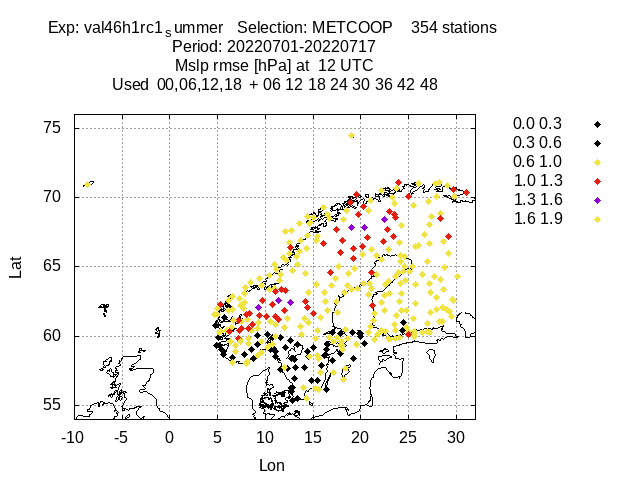 Exp: val46h1rc1summer Selection: METCOOP 354 stations
Period: 20220701-20220717
Mslp rmse [hPa] at 12 UTC
Used 00,06,12,18 + 06 12 18 24 30 36 42 48
0.0 0.3
0.3 0.6
0.6 1.0
1.0 1.3
1.3 1.6
1.6 1.9
75
70
65
60
55
Lat
-10 -5 0 5 10 15 20 25 30
Lon